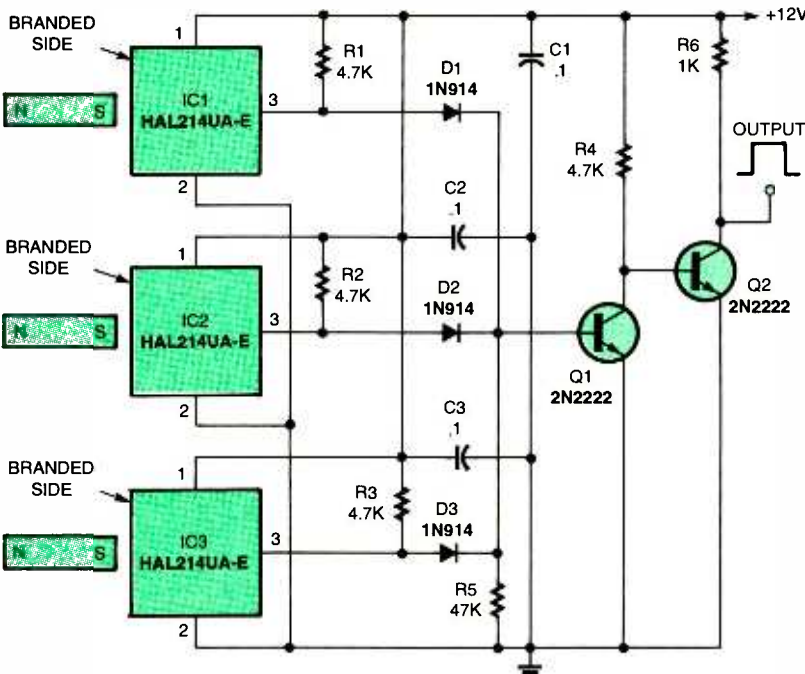 BRANDED
SIDE
1
N S
IC1
HAL214UA-E
3
2
R1
4.7K
D1
1N914
C1
.1
R6
1K
+12V
OUTPUT
R4
4.7K
C2
.1
BRANDED
SIDE
1
N S
IC2
HAL214UA-E
3
2
R2
4.7K
D2
1N914
Q2
2N2222
Q1
2N2222
C3
.1
BRANDED
SIDE
1
N S
IC3
HAL214UA-E
3
2
R3
4.7K
D3
1N914
R5
47K